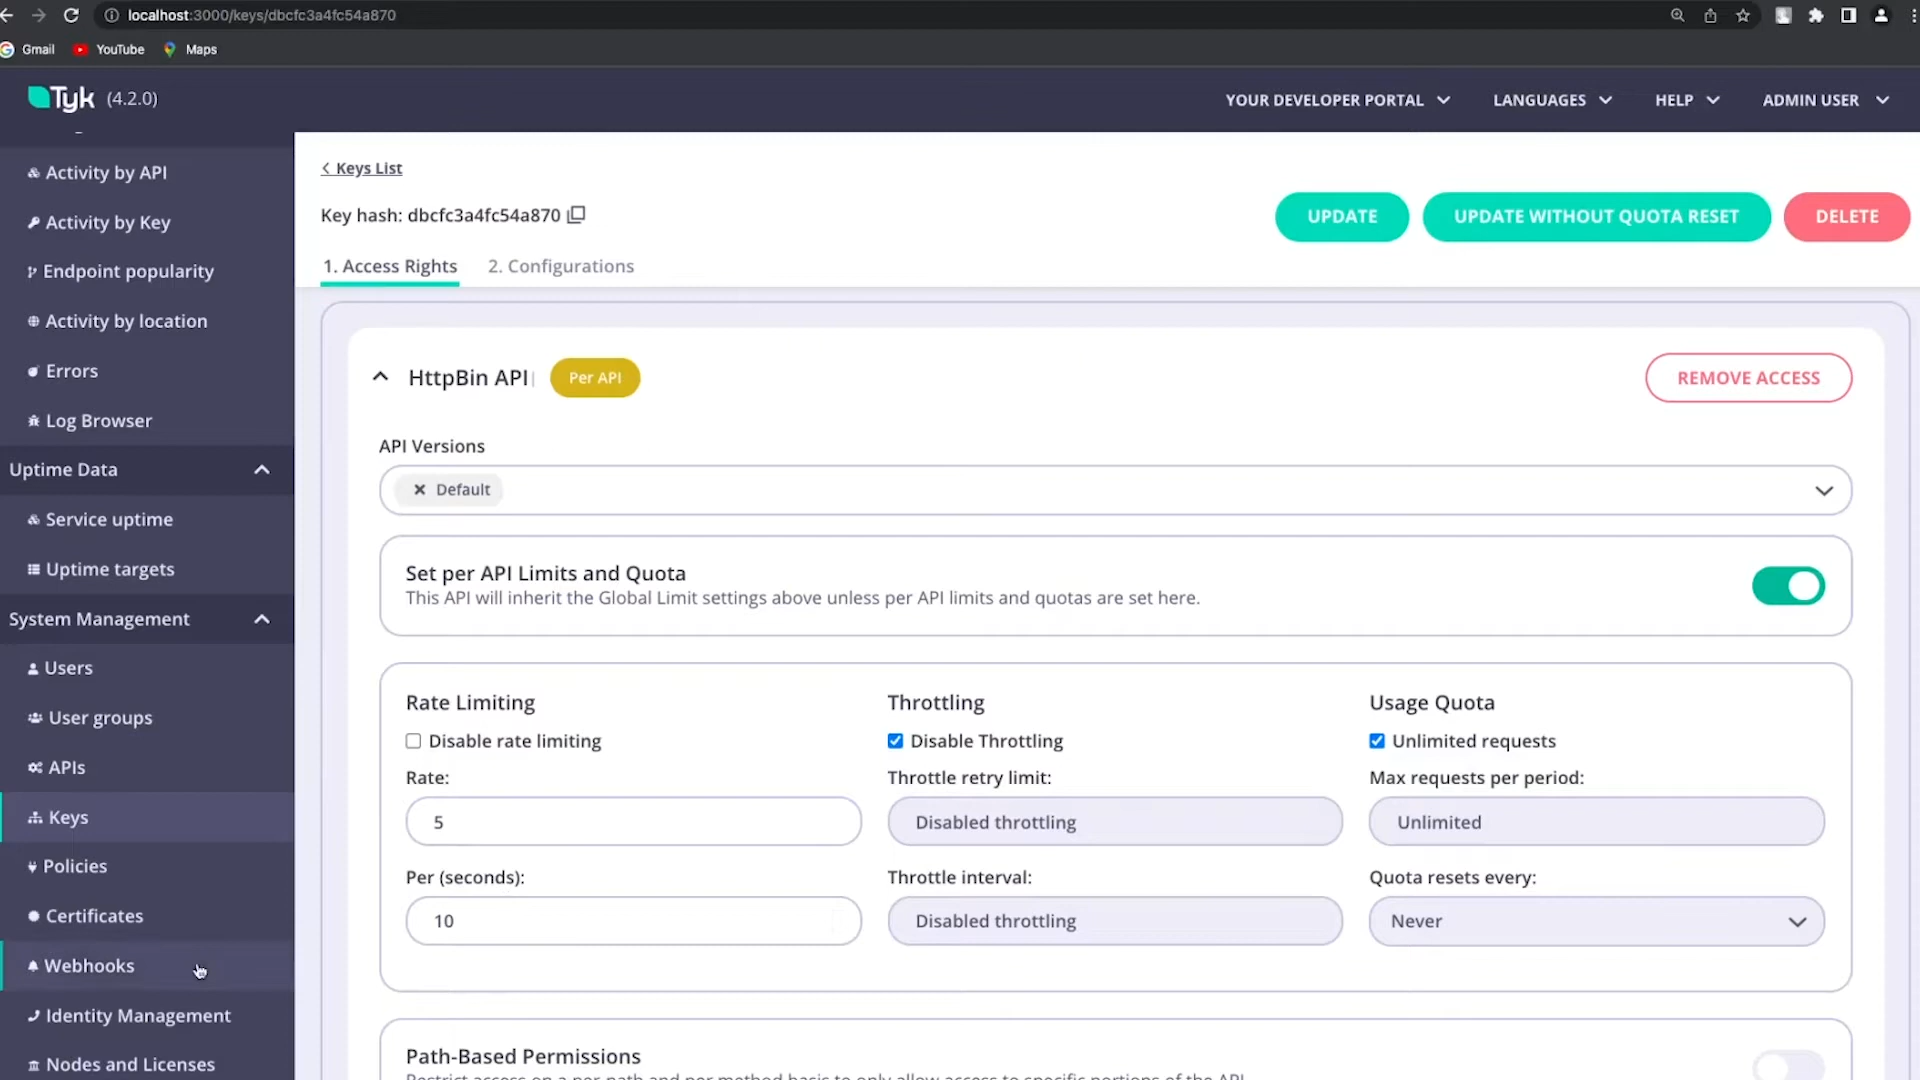 localhost:3000/keys/dbcfc3a4fc54a870
Gmail
YouTube
Maps
Tyk (4.2.0)
YOUR DEVELOPER PORTAL
LANGUAGES
HELP
ADMIN USER
Activity by API
Activity by Key
Endpoint popularity
Activity by location
Errors
Log Browser
Uptime Data
Service uptime
Uptime targets
System Management
Users
User groups
APIs
Keys
Policies
Certificates
Webhooks
Identity Management
Nodes and Licenses
< Keys List
Key hash: dbcfc3a4fc54a870
UPDATE
UPDATE WITHOUT QUOTA RESET
DELETE
1. Access Rights
2. Configurations
HttpBin API
Per API
REMOVE ACCESS
API Versions
Default
Set per API Limits and Quota
This API will inherit the Global Limit settings above unless per API limits and quotas are set here.
Rate Limiting
Disable rate limiting
Rate:
5
Per (seconds):
10
Throttling
Disable Throttling
Throttle retry limit:
Disabled throttling
Throttle interval:
Disabled throttling
Usage Quota
Unlimited requests
Max requests per period:
Unlimited
Quota resets every:
Never
Path-Based Permissions
Restrict access on a per path and per method basis to only allow access to specific portions of the API